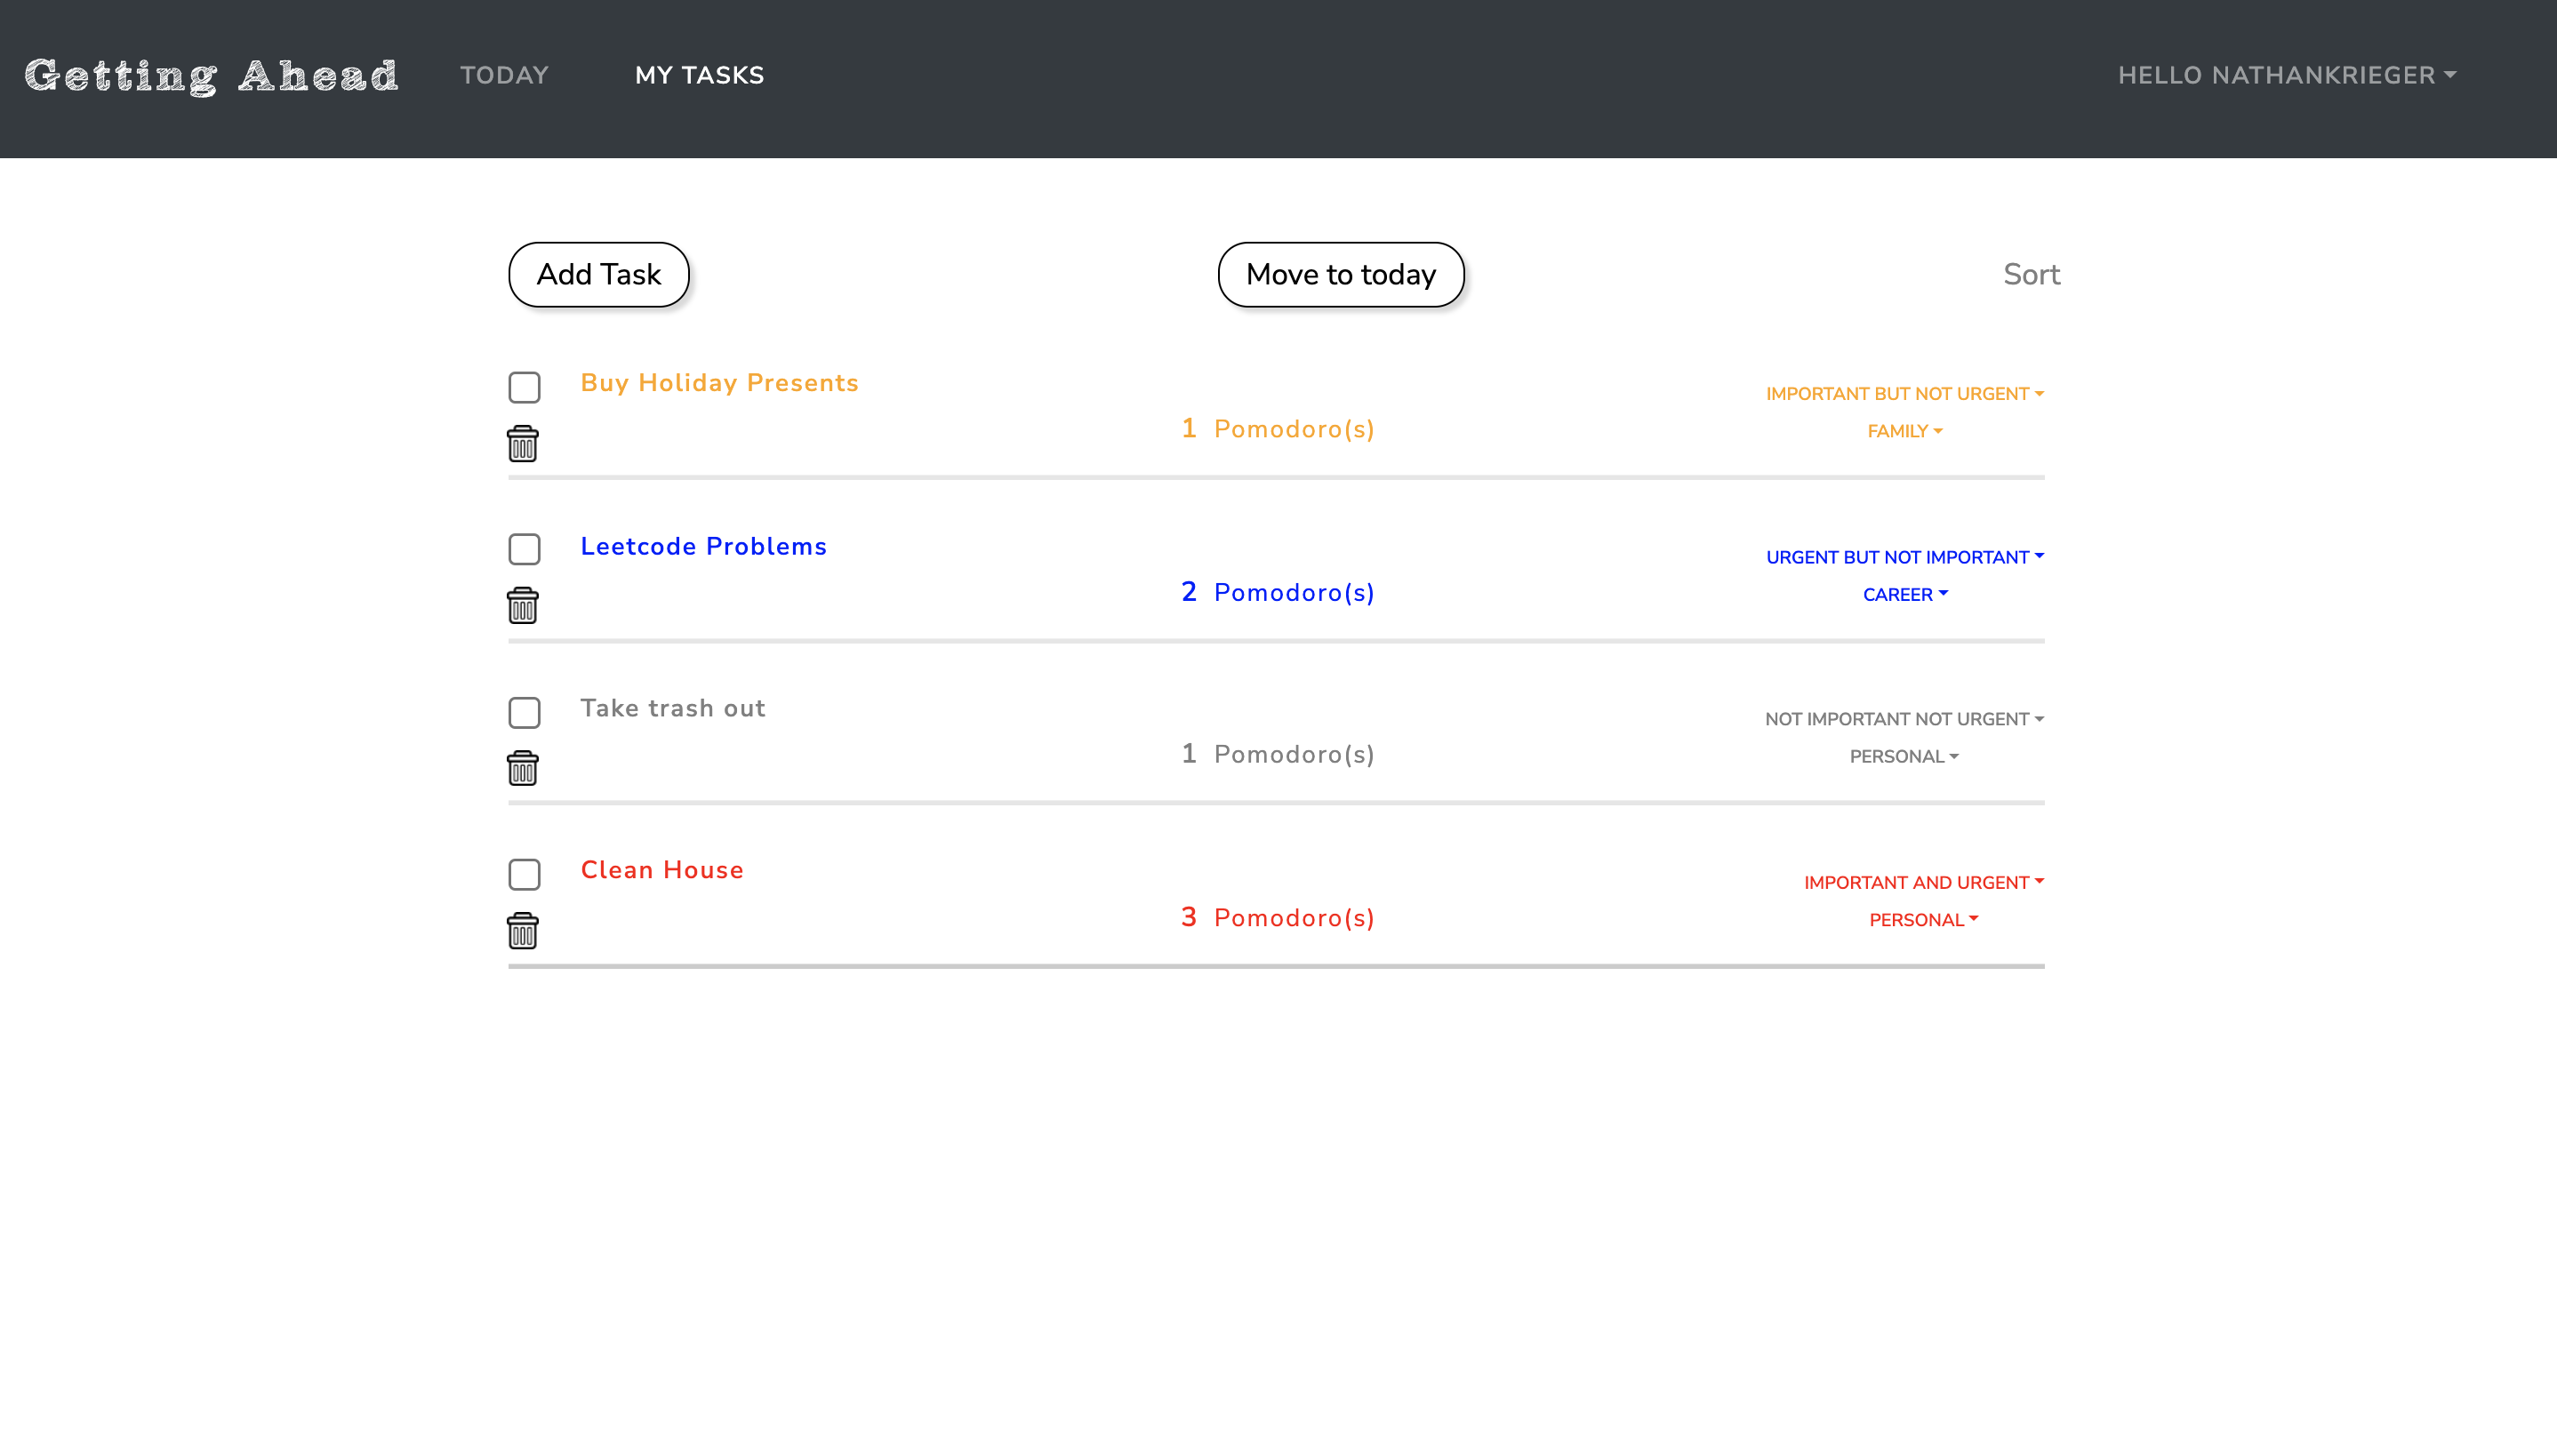 Getting Ahead TODAY MY TASKS HELLO NATHANKRIEGER
Add Task Move to today Sort
Buy Holiday Presents
IMPORTANT BUT NOT URGENT
1 Pomodoro(s)
FAMILY
Leetcode Problems
URGENT BUT NOT IMPORTANT
2 Pomodoro(s)
CAREER
Take trash out
NOT IMPORTANT NOT URGENT
1 Pomodoro(s)
PERSONAL
Clean House
IMPORTANT AND URGENT
3 Pomodoro(s)
PERSONAL